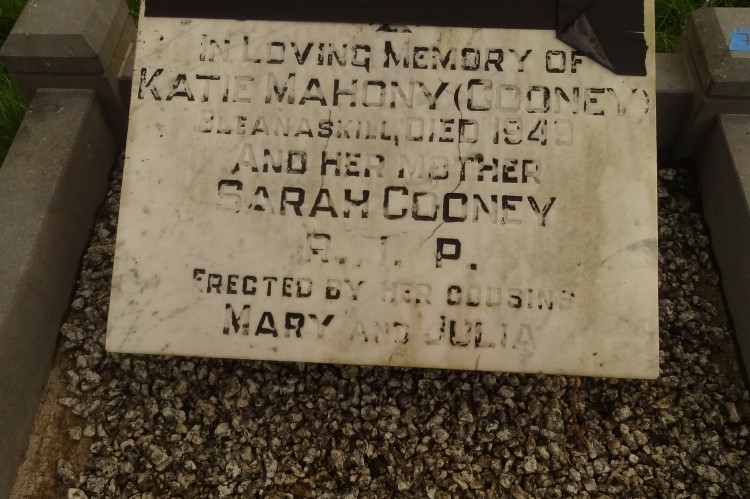 IN LOVING MEMORY OF
KATIE MAHONY (COONEY)
GLEANASKILL, DIED 1943
AND HER MOTHER
SARAH COONEY
R. I. P.
ERECTED BY HER COUSINS
MARY AND JULIA